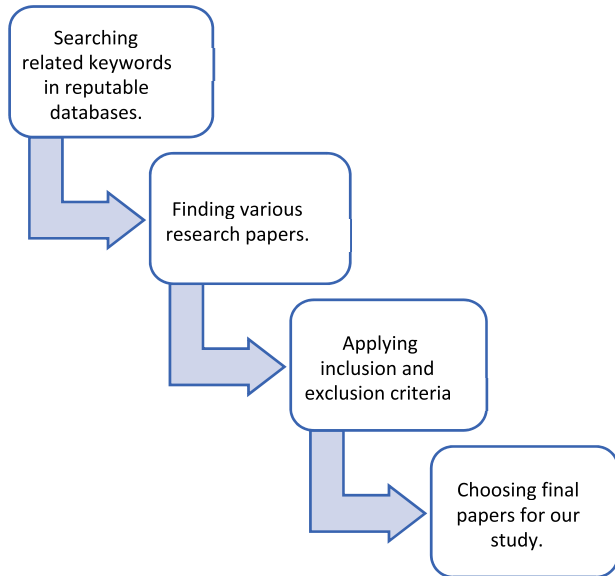 Searching
related keywords
in reputable
databases.
Finding various
research papers.
Applying
inclusion and
exclusion criteria
Choosing final
papers for our
study.